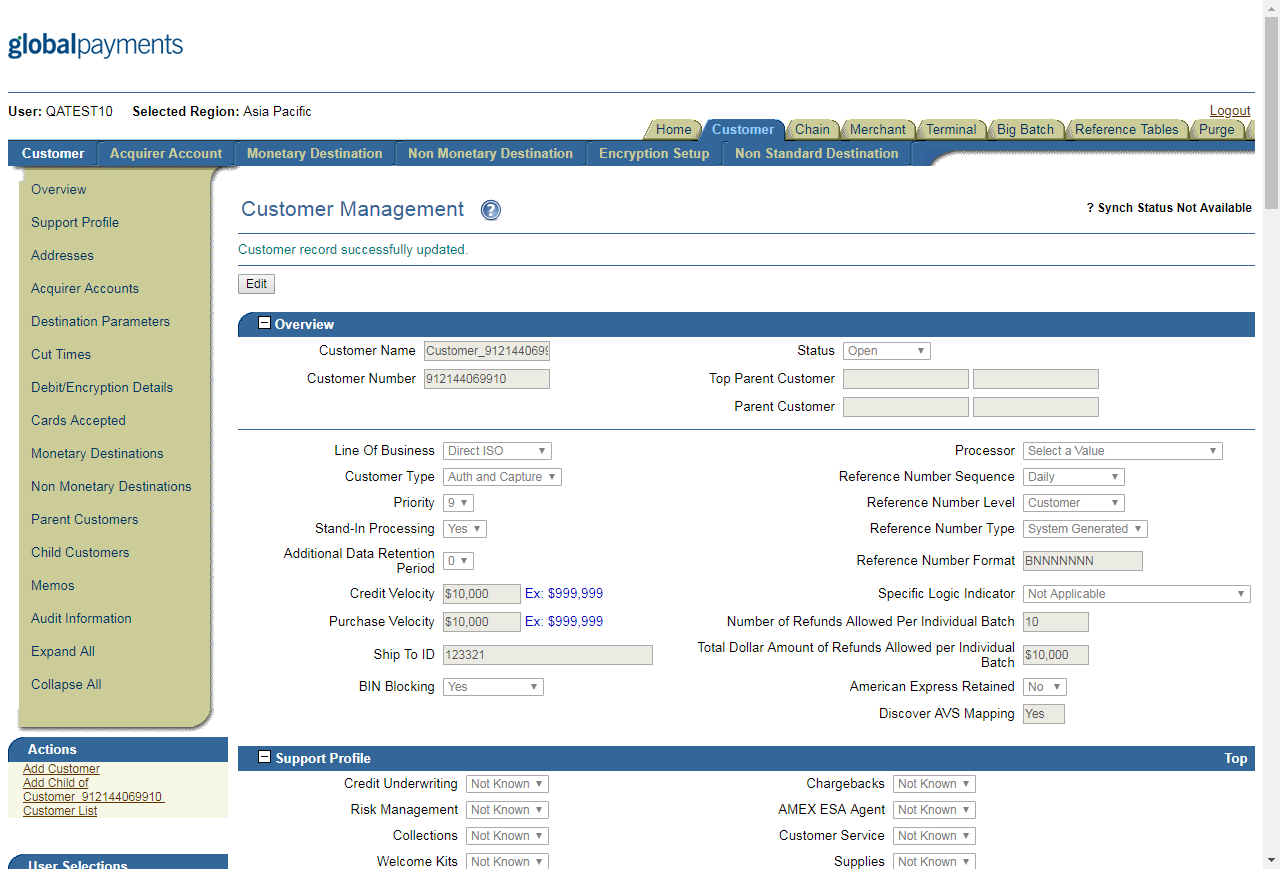 globalpayments
User: QATEST10 Selected Region: Asia Pacific
Logout
Home Customer Chain Merchant Terminal Big Batch Reference Tables Purge
Customer Acquirer Account Monetary Destination Non Monetary Destination Encryption Setup Non Standard Destination
Overview
Support Profile
Addresses
Acquirer Accounts
Destination Parameters
Cut Times
Debit/Encryption Details
Cards Accepted
Monetary Destinations
Non Monetary Destinations
Parent Customers
Child Customers
Memos
Audit Information
Expand All
Collapse All
Actions
Add Customer
Add Child of
Customer_912144069910
Customer List
User Selections
Customer Management ?
? Synch Status Not Available
Customer record successfully updated.
Edit
Overview
Customer Name Customer_912144069 Status Open
Customer Number 912144069910 Top Parent Customer
Parent Customer
Line Of Business Direct ISO Processor Select a Value
Customer Type Auth and Capture Reference Number Sequence Daily
Priority 9 Reference Number Level Customer
Stand-In Processing Yes Reference Number Type System Generated
Additional Data Retention
Period 0 Reference Number Format BNNNNNNN
Credit Velocity $10,000 Ex: $999,999 Specific Logic Indicator Not Applicable
Purchase Velocity $10,000 Ex: $999,999 Number of Refunds Allowed Per Individual Batch 10
Ship To ID 123321 Total Dollar Amount of Refunds Allowed per Individual
Batch $10,000
BIN Blocking Yes American Express Retained No
Discover AVS Mapping Yes
Support Profile Top
Credit Underwriting Not Known Chargebacks Not Known
Risk Management Not Known AMEX ESA Agent Not Known
Collections Not Known Customer Service Not Known
Welcome Kits Not Known Supplies Not Known